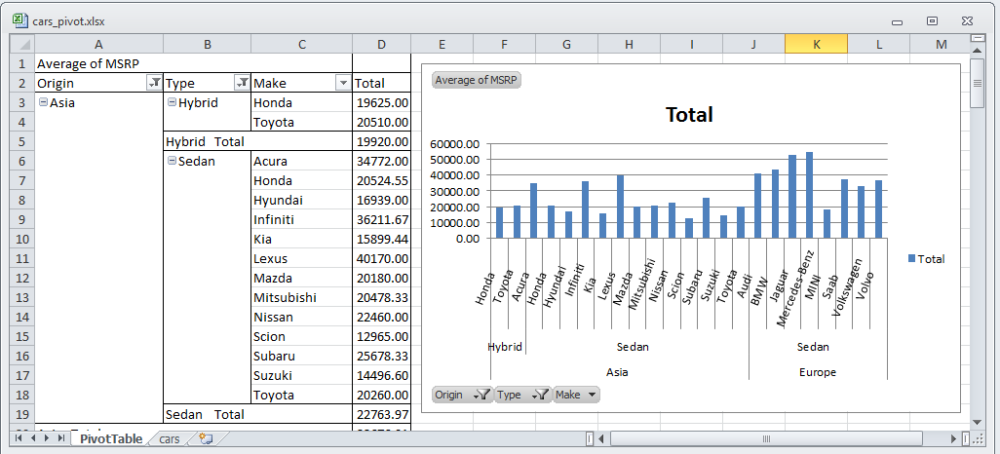 cars_pivot.xlsx
A B C D E F G H I J K L M
1 Average of MSRP
2 Origin Type Make Total
3 Asia Hybrid Honda 19625.00
4 Toyota 20510.00
5 Hybrid Total 19920.00
6 Sedan Acura 34772.00
7 Honda 20524.55
8 Hyundai 16939.00
9 Infiniti 36211.67
10 Kia 15899.44
11 Lexus 40170.00
12 Mazda 20180.00
13 Mitsubishi 20478.33
14 Nissan 22460.00
15 Scion 12965.00
16 Subaru 25678.33
17 Suzuki 14496.60
18 Toyota 20260.00
19 Sedan Total 22763.97
Average of MSRP
Total
60000.00
50000.00
40000.00
30000.00
20000.00
10000.00
0.00
Honda Toyota Acura Honda Hyundai Infiniti Kia Lexus Mazda Mitsubishi Nissan Scion Subaru Suzuki Toyota Audi BMW Jaguar Mercedes-Benz MINI Saab Volkswagen Volvo
Hybrid Sedan Sedan
Asia Europe
Total
Origin Type Make
PivotTable cars